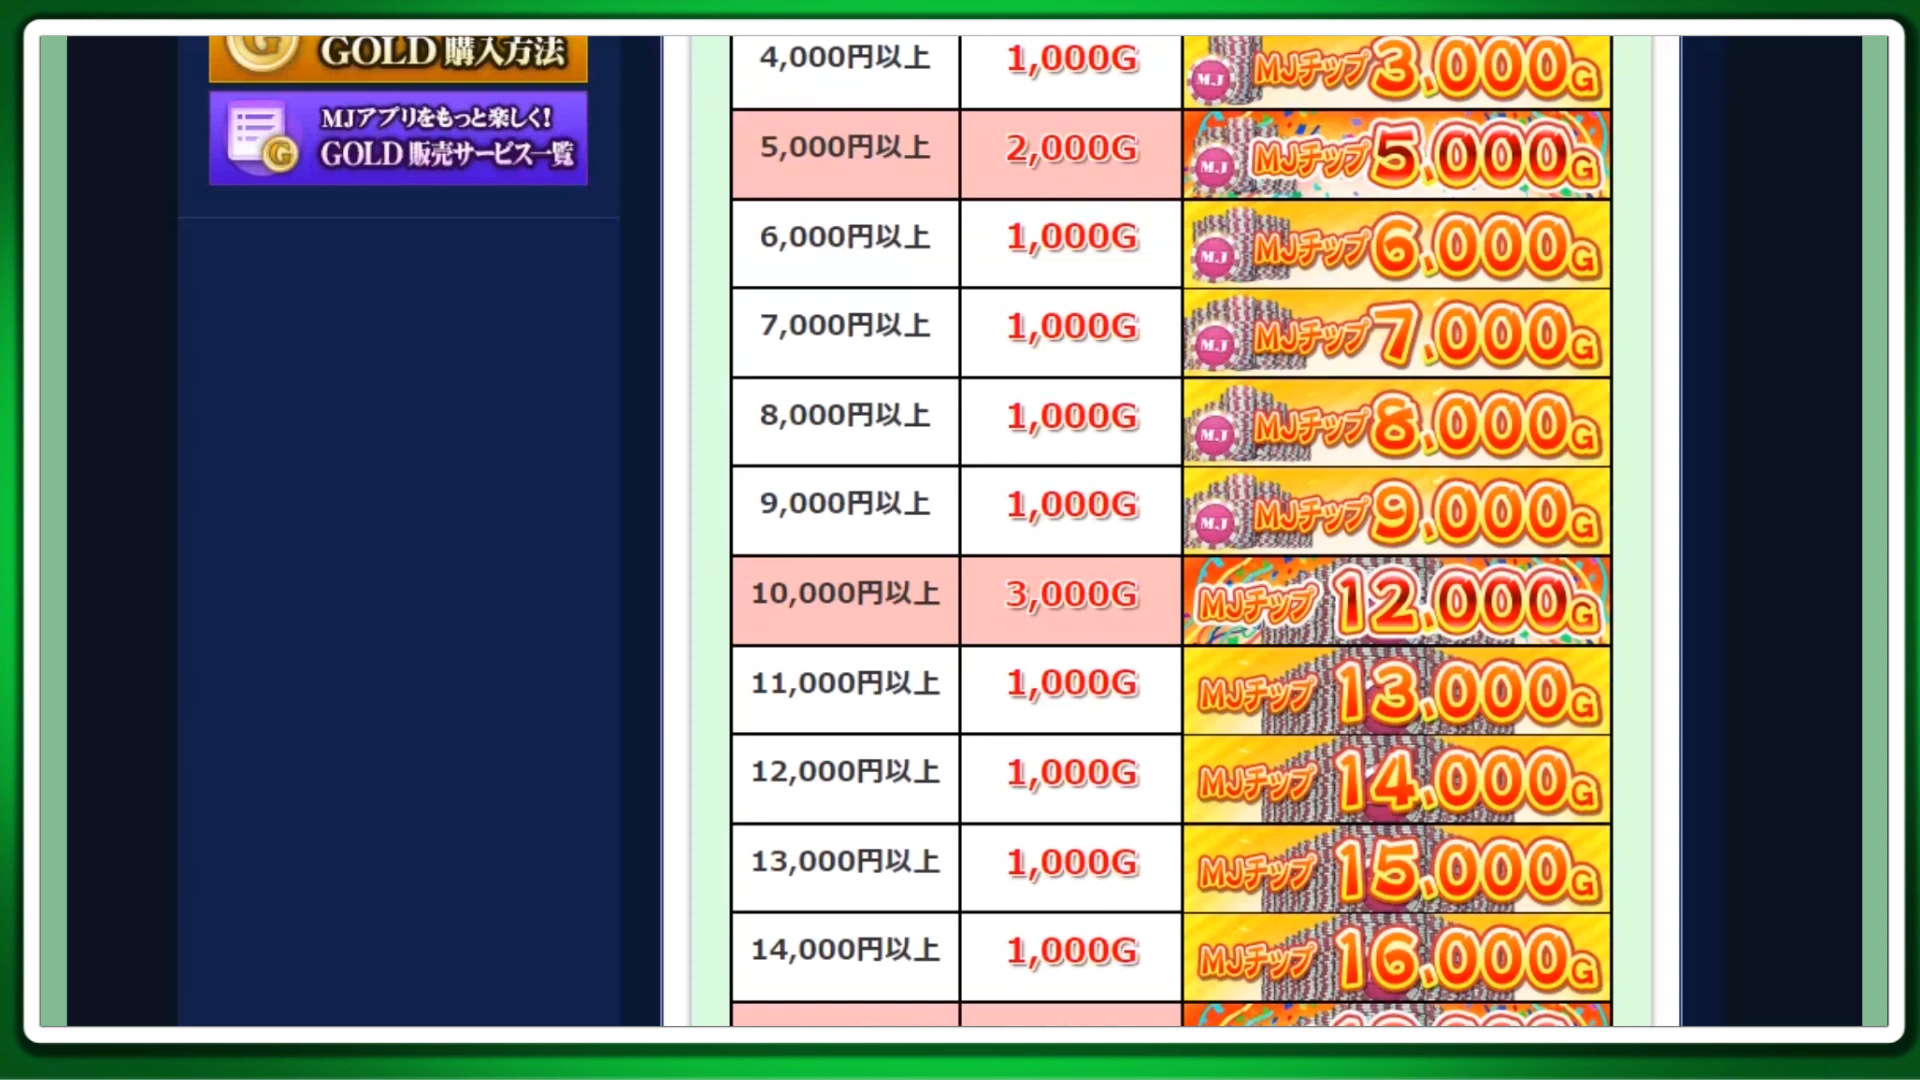 GOLD 購入方法
MJアプリをもっと楽しく!
GOLD 販売サービス一覧
4,000円以上 1,000G MJ MJチップ3,000G
5,000円以上 2,000G MJ MJチップ5,000G
6,000円以上 1,000G MJ MJチップ6,000G
7,000円以上 1,000G MJ MJチップ7,000G
8,000円以上 1,000G MJ MJチップ8,000G
9,000円以上 1,000G MJ MJチップ9,000G
10,000円以上 3,000G MJチップ12,000G
11,000円以上 1,000G MJチップ13,000G
12,000円以上 1,000G MJチップ14,000G
13,000円以上 1,000G MJチップ15,000G
14,000円以上 1,000G MJチップ16,000G